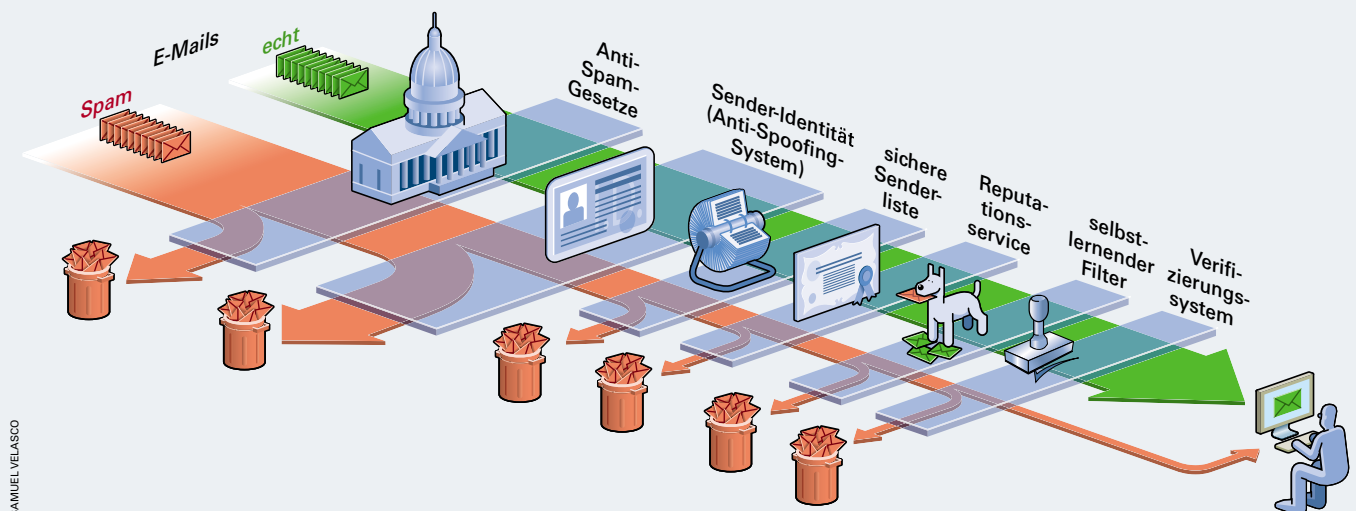 E-Mails
echt
Spam
Anti-
Spam-
Gesetze
Sender-Identität
(Anti-Spoofing-
System)
sichere
Sender-
liste
Reputa-
tions-
service
selbst-
lernender
Filter
Verifi-
zierungs-
system
SAMUEL VELASCO